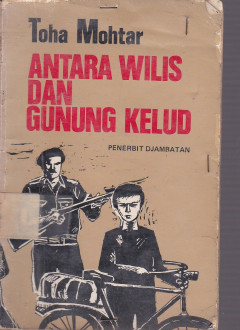 Toha Mohtar
ANTARA WILIS
DAN
GUNUNG KELUD
PENERBIT DJAMBATAN